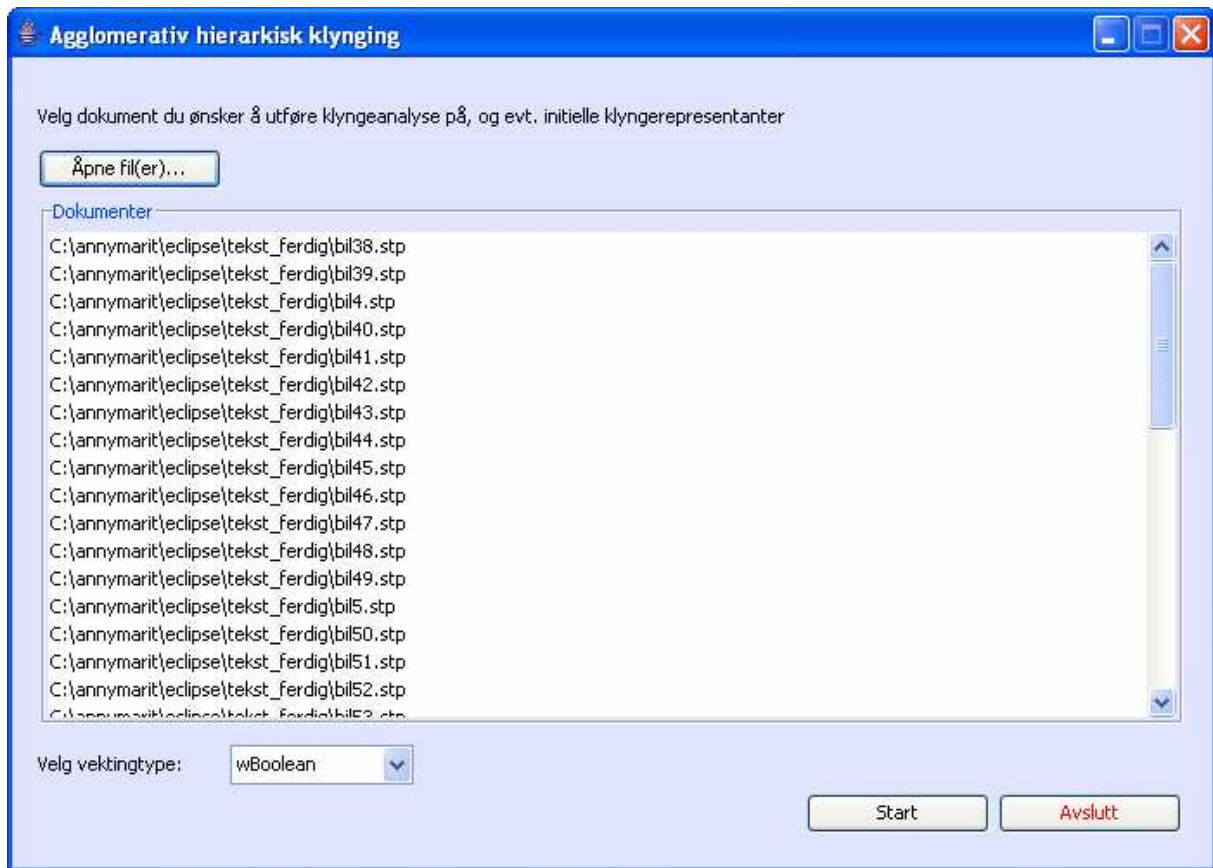 Agglomerativ hierarkisk klynging
Velg dokument du ønsker å utføre klyngeanalyse på, og evt. initielle klyngerepresentanter
Åpne fil(er)...
Dokumenter
C:\annymarit\eclipse\tekst_ferdig\bil38.stp
C:\annymarit\eclipse\tekst_ferdig\bil39.stp
C:\annymarit\eclipse\tekst_ferdig\bil4.stp
C:\annymarit\eclipse\tekst_ferdig\bil40.stp
C:\annymarit\eclipse\tekst_ferdig\bil41.stp
C:\annymarit\eclipse\tekst_ferdig\bil42.stp
C:\annymarit\eclipse\tekst_ferdig\bil43.stp
C:\annymarit\eclipse\tekst_ferdig\bil44.stp
C:\annymarit\eclipse\tekst_ferdig\bil45.stp
C:\annymarit\eclipse\tekst_ferdig\bil46.stp
C:\annymarit\eclipse\tekst_ferdig\bil47.stp
C:\annymarit\eclipse\tekst_ferdig\bil48.stp
C:\annymarit\eclipse\tekst_ferdig\bil49.stp
C:\annymarit\eclipse\tekst_ferdig\bil5.stp
C:\annymarit\eclipse\tekst_ferdig\bil50.stp
C:\annymarit\eclipse\tekst_ferdig\bil51.stp
C:\annymarit\eclipse\tekst_ferdig\bil52.stp
C:\annymarit\eclipse\tekst_ferdig\bil53.stp
Velg vektingtype: wBoolean
Start Avslutt